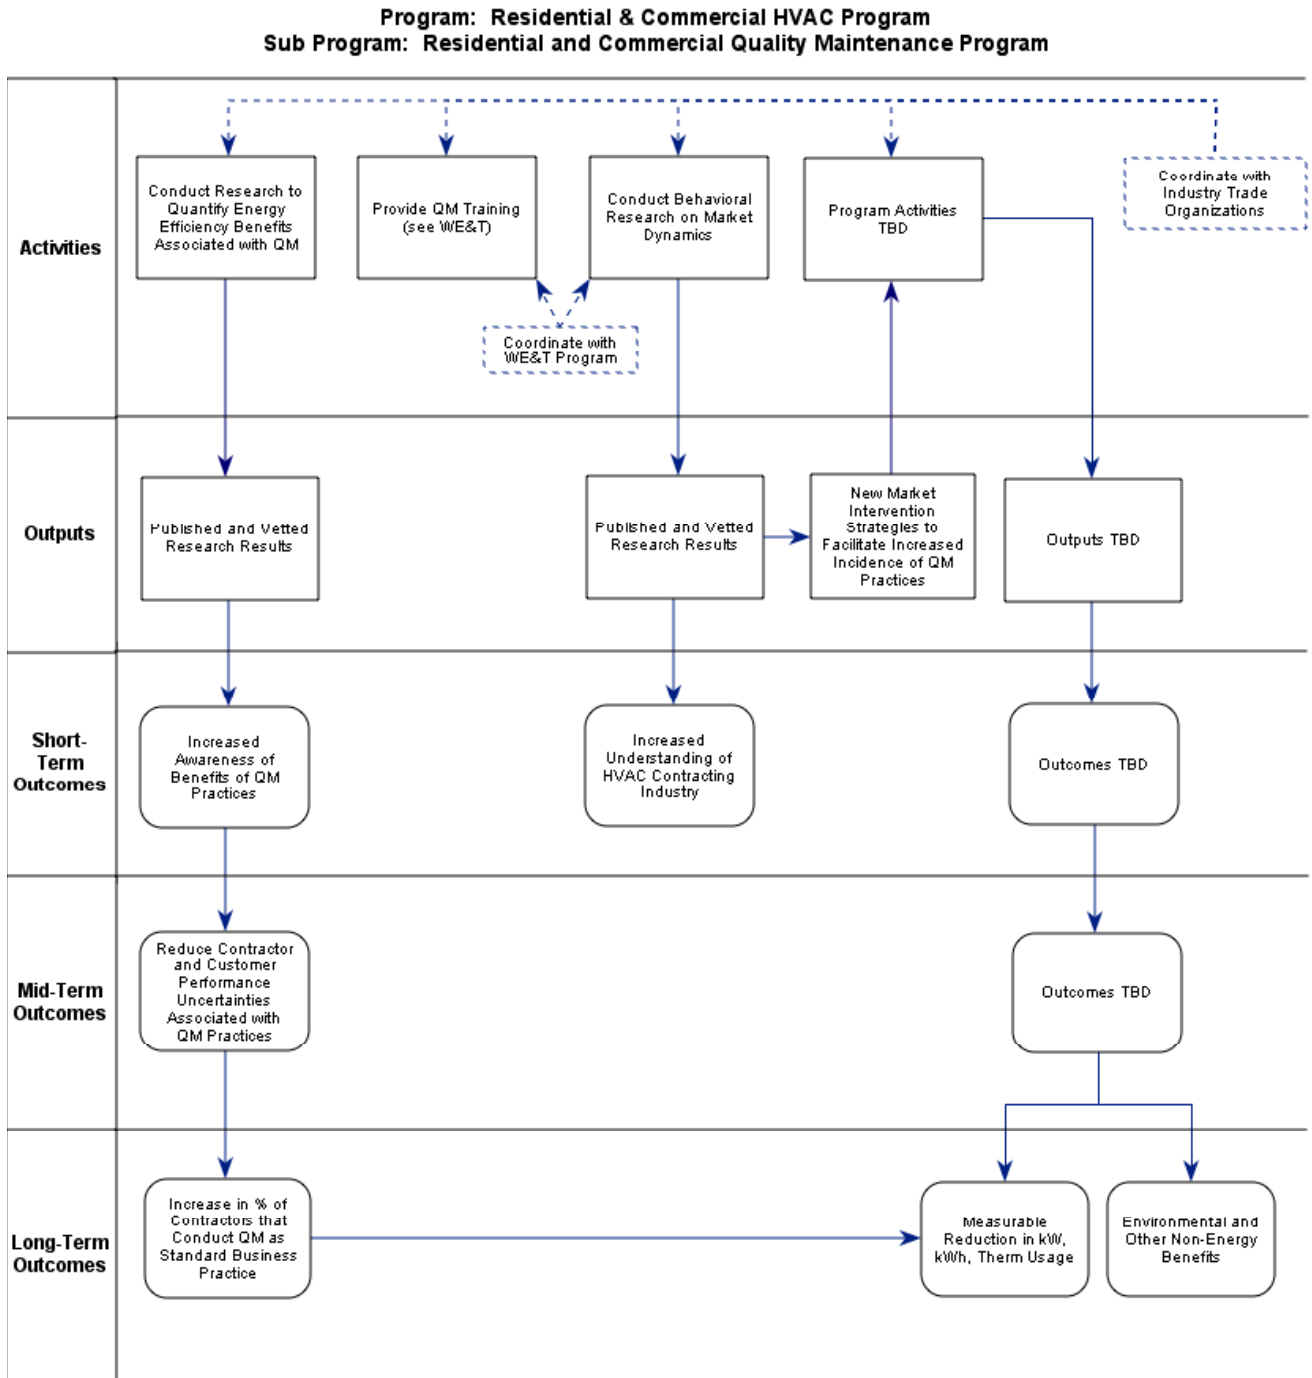 Program: Residential & Commercial HVAC Program
Sub Program: Residential and Commercial Quality Maintenance Program
Activities
Conduct Research to
Quantify Energy
Efficiency Benefits
Associated with QM
Provide QM Training
(see WE&T)
Conduct Behavioral
Research on Market
Dynamics
Program Activities
TBD
Coordinate with
Industry Trade
Organizations
Coordinate with
WE&T Program
Outputs
Published and Vetted
Research Results
Published and Vetted
Research Results
New Market
Intervention
Strategies to
Facilitate Increased
Incidence of QM
Practices
Outputs TBD
Short-
Term
Outcomes
Increased
Awareness of
Benefits of QM
Practices
Increased
Understanding of
HVAC Contracting
Industry
Outcomes TBD
Mid-Term
Outcomes
Reduce Contractor
and Customer
Performance
Uncertainties
Associated with
QM Practices
Outcomes TBD
Long-Term
Outcomes
Increase in % of
Contractors that
Conduct QM as
Standard Business
Practice
Measurable
Reduction in kW,
kWh, Therm Usage
Environmental and
Other Non-Energy
Benefits